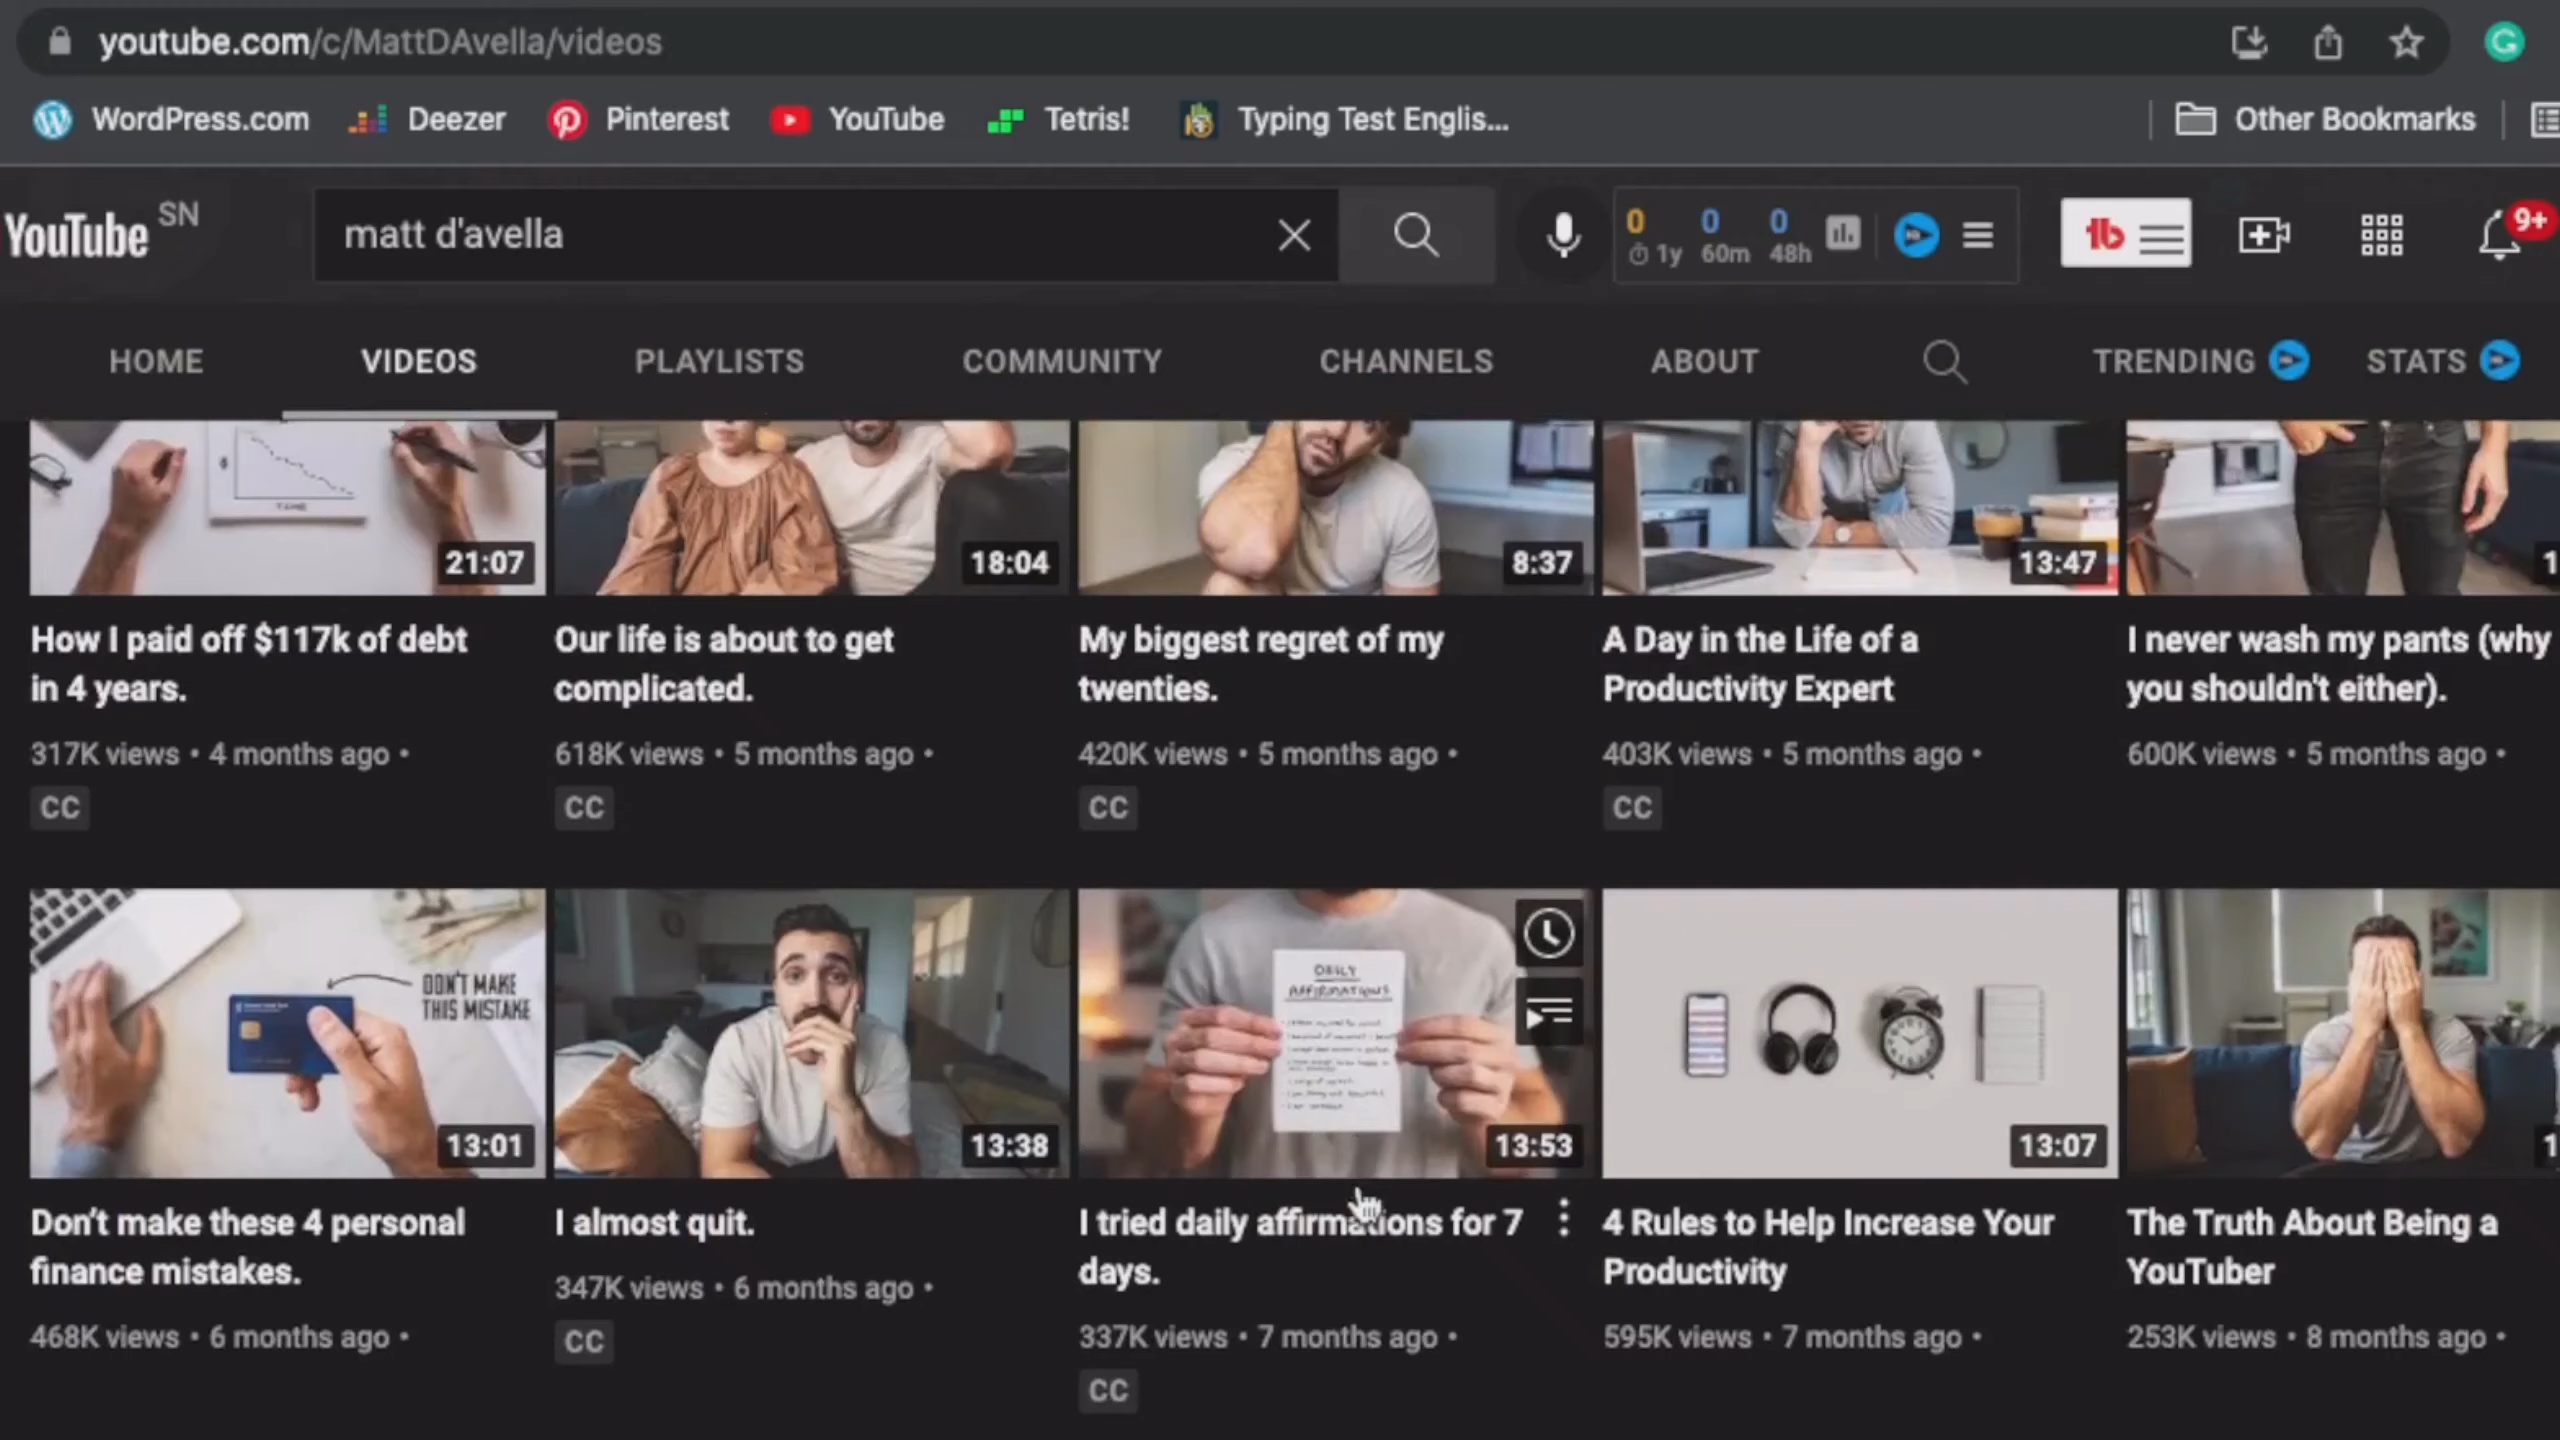 youtube.com/c/MattDAvella/videos
WordPress.com Deezer Pinterest YouTube Tetris! Typing Test Englis... Other Bookmarks
YouTube SN matt d'avella 0 0 0 1y 60m 48h tb 9+
HOME VIDEOS PLAYLISTS COMMUNITY CHANNELS ABOUT TRENDING STATS
TIME
21:07 18:04 8:37 13:47 1
How I paid off $117k of debt
in 4 years.
317K views • 4 months ago •
CC
Our life is about to get
complicated.
618K views • 5 months ago •
CC
My biggest regret of my
twenties.
420K views • 5 months ago •
CC
A Day in the Life of a
Productivity Expert
403K views • 5 months ago •
CC
I never wash my pants (why
you shouldn't either).
600K views • 5 months ago •
DON'T MAKE
THIS MISTAKE
DAILY
AFFIRMATIONS
13:01 13:38 13:53 13:07 1
Don't make these 4 personal
finance mistakes.
468K views • 6 months ago •
I almost quit.
347K views • 6 months ago •
CC
I tried daily affirmations for 7
days.
337K views • 7 months ago •
CC
4 Rules to Help Increase Your
Productivity
595K views • 7 months ago •
The Truth About Being a
YouTuber
253K views • 8 months ago •